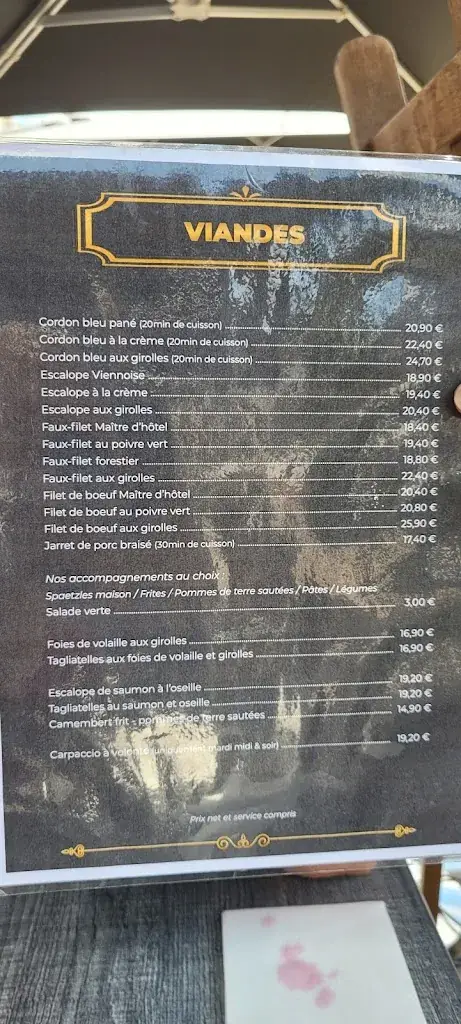 VIANDES
Cordon bleu pané (20min de cuisson) 20,90 €
Cordon bleu à la crème (20min de cuisson) 22,40 €
Cordon bleu aux girolles (20min de cuisson) 24,70 €
Escalope Viennoise 18,90 €
Escalope à la crème 19,40 €
Escalope aux girolles 20,40 €
Faux-filet Maître d'hôtel 18,40 €
Faux-filet au poivre vert 19,40 €
Faux-filet forestier 18,80 €
Faux-filet aux girolles 22,40 €
Filet de boeuf Maître d'hôtel 20,40 €
Filet de boeuf au poivre vert 20,80 €
Filet de boeuf aux girolles 25,90 €
Jarret de porc braisé (30min de cuisson) 17,40 €
Nos accompagnements au choix :
Spaetzles maison / Frites / Pommes de terre sautées / Pâtes / Légumes
Salade verte 3,00 €
Foies de volaille aux girolles 16,90 €
Tagliatelles aux foies de volaille et girolles 16,90 €
Escalope de saumon à l'oseille 19,20 €
Tagliatelles au saumon et oseille 19,20 €
Camembert frit - pommes de terre sautées 14,90 €
Carpaccio à volonté (uniquement mardi midi & soir) 19,20 €
Prix net et service compris